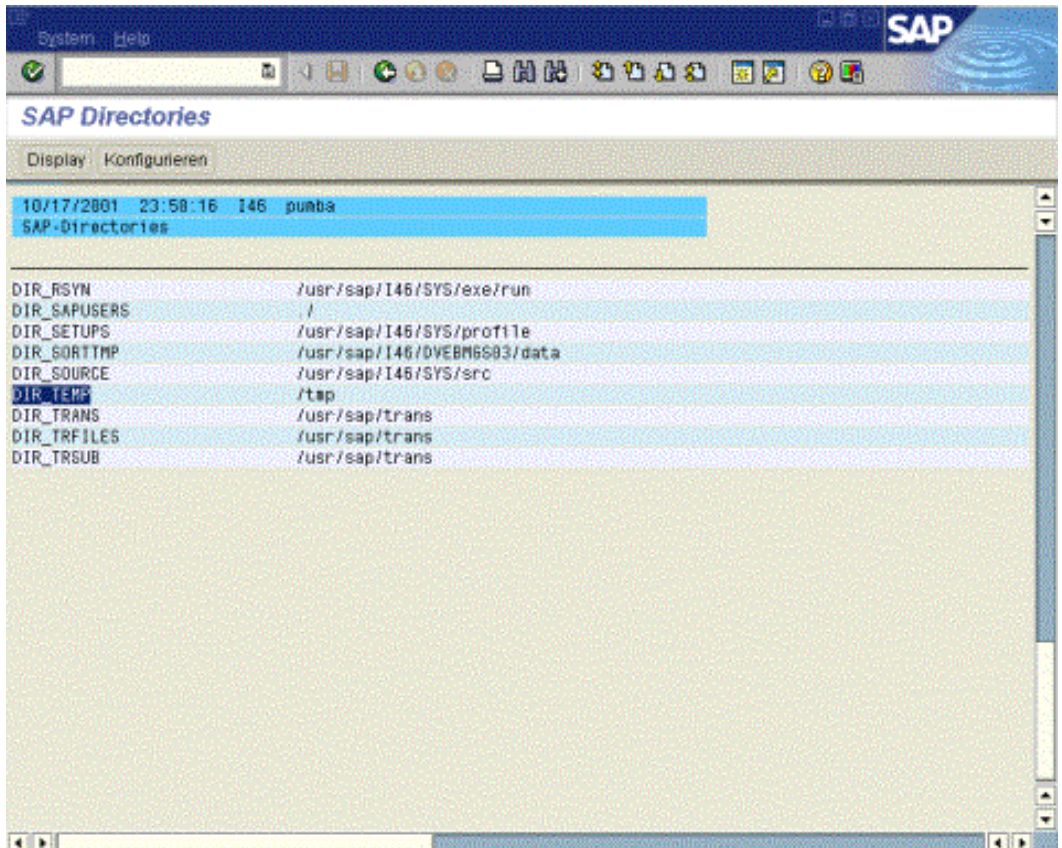 System Help
SAP
SAP Directories
Display Konfigurieren
10/17/2001 23:58:16 I46 pumba
SAP-Directories
DIR_RSYN /usr/sap/I46/SYS/exe/run
DIR_SAPUSERS ./
DIR_SETUPS /usr/sap/I46/SYS/profile
DIR_SORTTMP /usr/sap/I46/DVEBMGS03/data
DIR_SOURCE /usr/sap/I46/SYS/src
DIR_TEMP /tmp
DIR_TRANS /usr/sap/trans
DIR_TRFILES /usr/sap/trans
DIR_TRSUB /usr/sap/trans